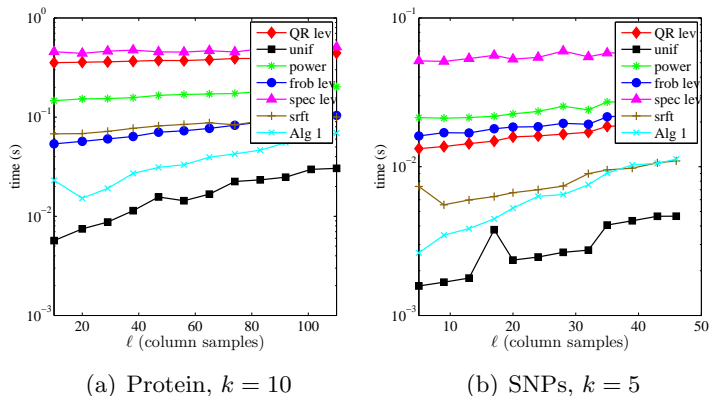 10^0
10^-1
10^-2
10^-3
time (s)
20 40 60 80 100
ℓ (column samples)
QR lev
unif
power
frob lev
spec lev
srft
Alg 1
(a) Protein, k = 10
10^-1
10^-2
10^-3
time (s)
10 20 30 40 50
ℓ (column samples)
QR lev
unif
power
frob lev
spec lev
srft
Alg 1
(b) SNPs, k = 5